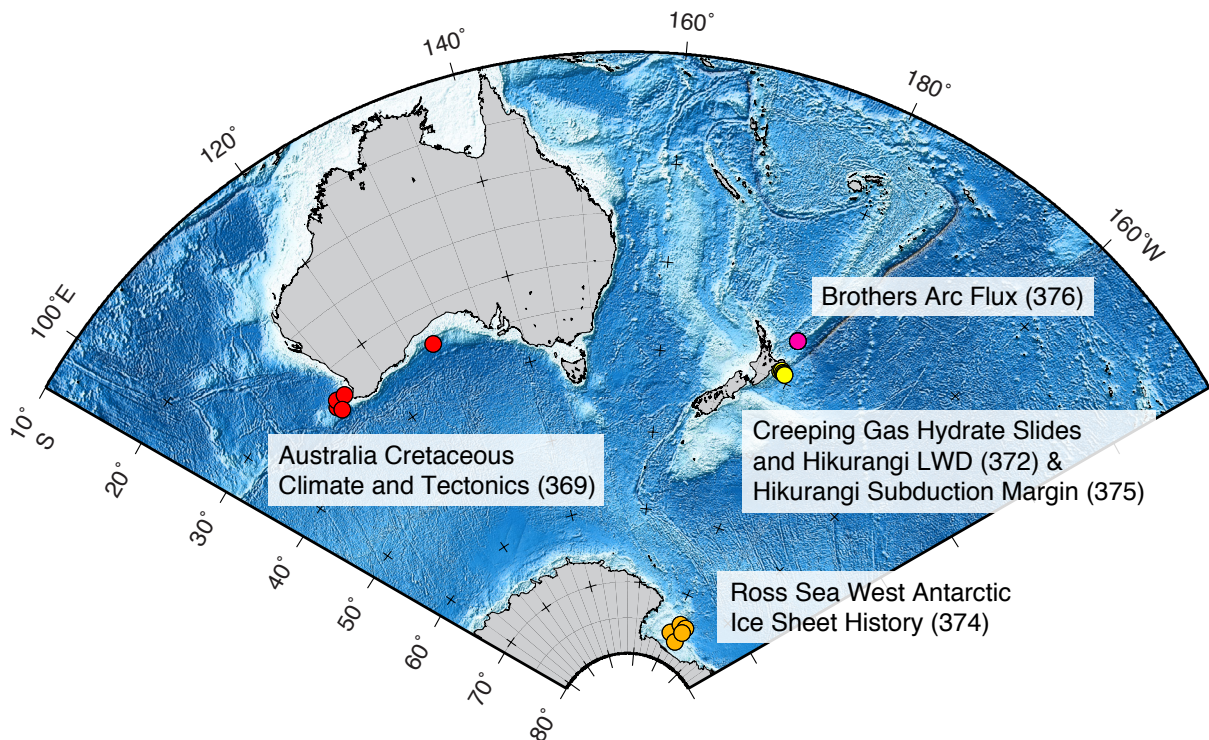 160˚
140˚
180˚
120˚
160˚W
100˚E
Brothers Arc Flux (376)
10˚
S
20˚
Creeping Gas Hydrate Slides
and Hikurangi LWD (372) &
Hikurangi Subduction Margin (375)
Australia Cretaceous
Climate and Tectonics (369)
30˚
40˚
50˚
Ross Sea West Antarctic
Ice Sheet History (374)
60˚
70˚
80˚